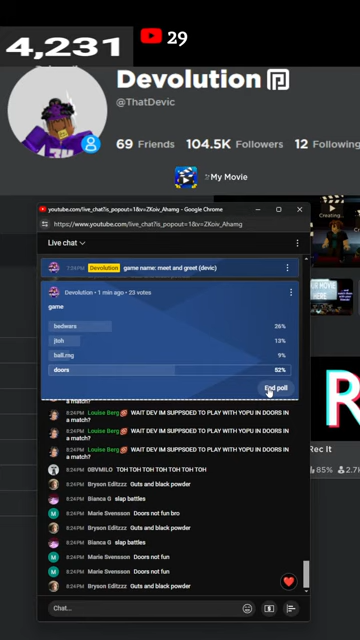 4,231
29
Devolution
@ThatDevic
69 Friends
104.5K Followers
12 Following
My Movie
youtube.com/live_chat?is_popout=1&v=ZKoiv_Ahamg - Google Chrome
https://www.youtube.com/live_chat?is_popout=1&v=ZKoiv_Ahamg
Creating...
Live chat
7:24PM Devolution game name: meet and greet (devic)
Devolution • 1 min ago • 23 votes
game
bedwars 26%
jtoh 13%
ball.rng 9%
doors 52%
End poll
8:24PM Louise Berg WAIT DEV IM SUPPSOED TO PLAY WITH YOPU IN DOORS IN
a match?
8:24PM Louise Berg WAIT DEV IM SUPPSOED TO PLAY WITH YOPU IN DOORS IN
a match?
8:24PM Louise Berg WAIT DEV IM SUPPSOED TO PLAY WITH YOPU IN DOORS IN
a match?
8:24PM 0BVMILO TOH TOH TOH TOH TOH TOH TOH
8:24PM Bryson Editzzz Guts and black powder
8:24PM Bianca G slap battles
8:24PM Marie Svensson Doors not fun bro
8:24PM Bryson Editzzz Guts and black powder
8:24PM Bianca G slap battles
8:24PM Marie Svensson Doors not fun
8:24PM Marie Svensson Doors not fun
8:24PM Bryson Editzzz Guts and black powder
Chat...
R
Rec It
85% 2.7